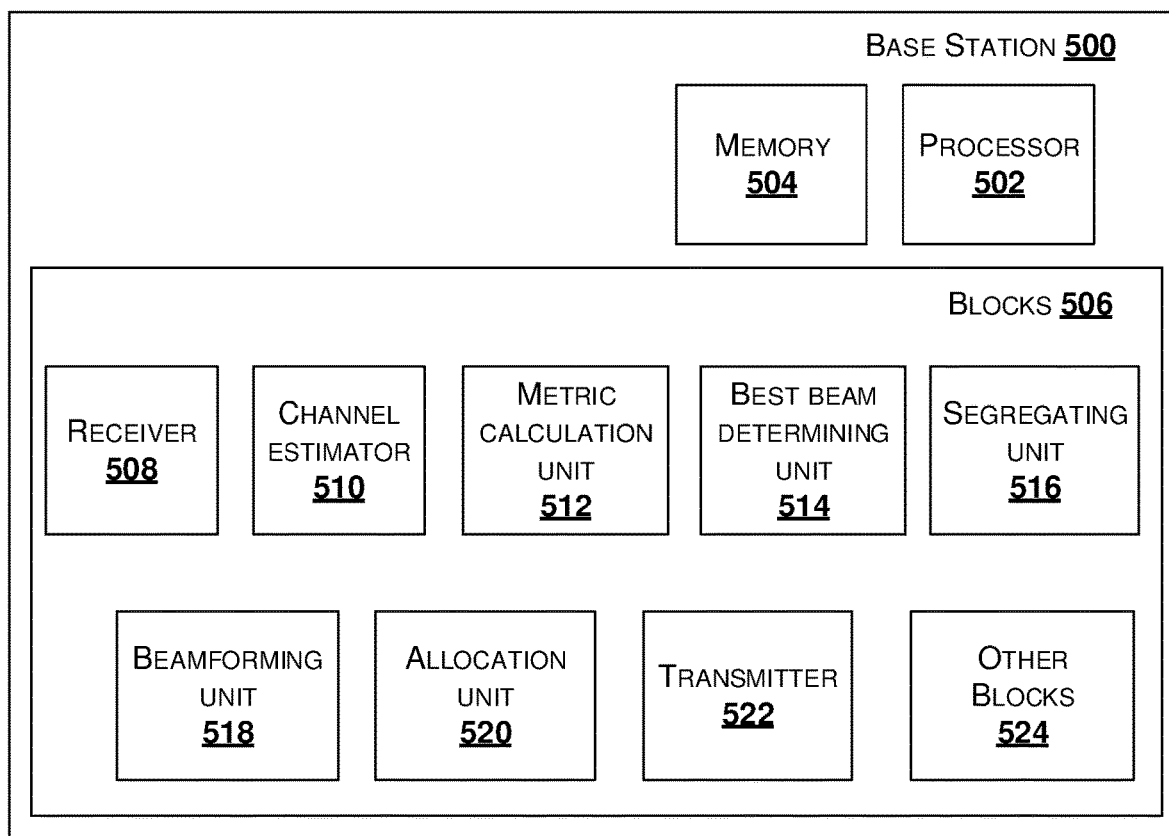 BASE STATION 500
MEMORY
504
PROCESSOR
502
BLOCKS 506
RECEIVER
508
CHANNEL
ESTIMATOR
510
METRIC
CALCULATION
UNIT
512
BEST BEAM
DETERMINING
UNIT
514
SEGREGATING
UNIT
516
BEAMFORMING
UNIT
518
ALLOCATION
UNIT
520
TRANSMITTER
522
OTHER
BLOCKS
524